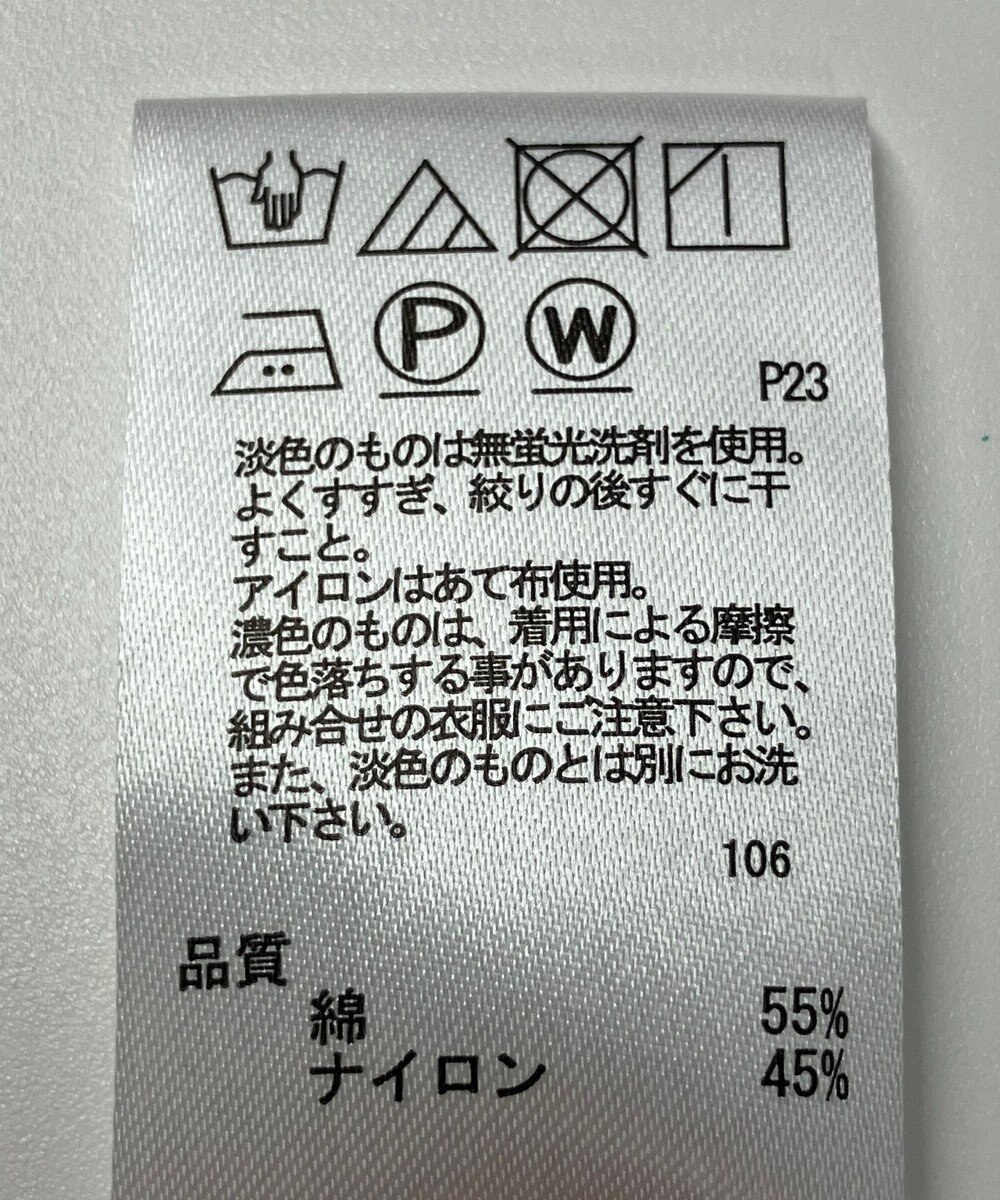 P
W
P23
淡色のものは無蛍光洗剤を使用。
よくすすぎ、絞りの後すぐに干
すこと。
アイロンはあて布使用。
濃色のものは、着用による摩擦
で色落ちする事がありますので、
組み合せの衣服にご注意下さい。
また、淡色のものとは別にお洗
い下さい。
106
品質
綿 55%
ナイロン 45%